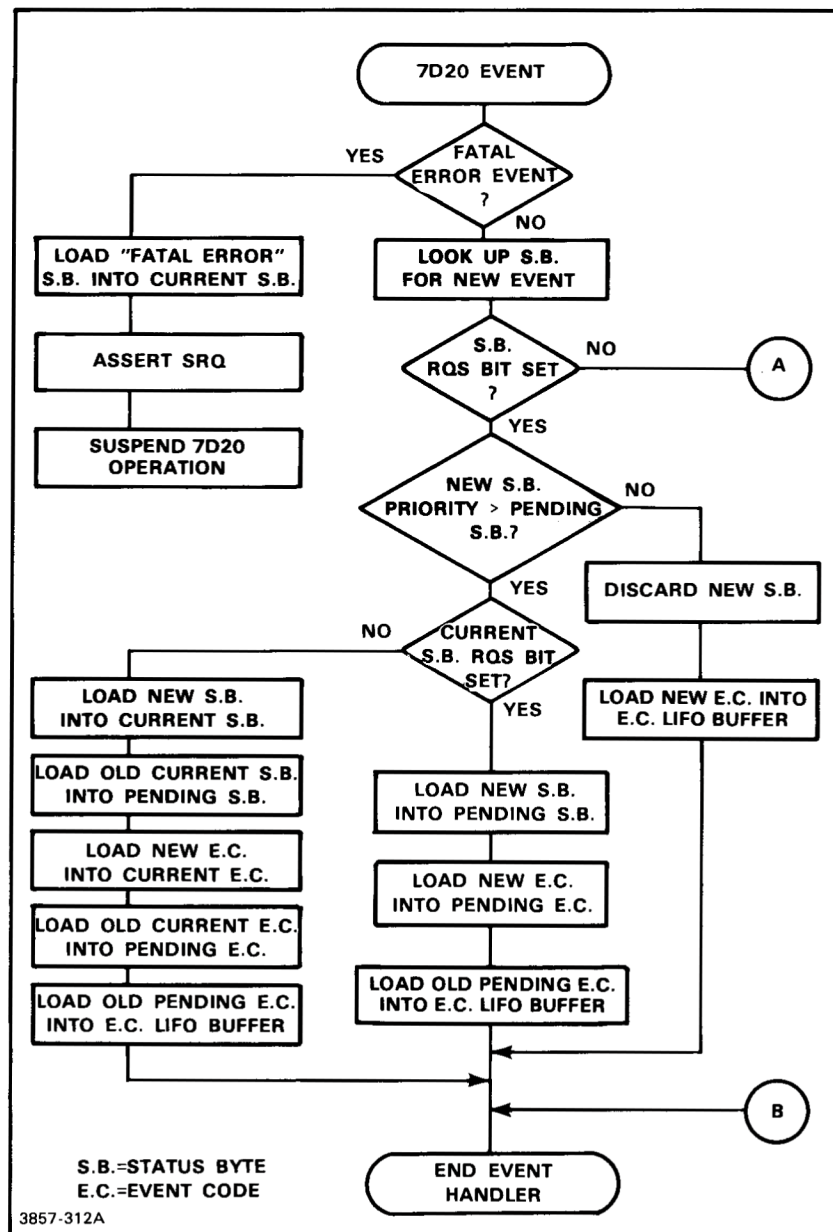 7D20 EVENT
YES
FATAL
ERROR EVENT
?
NO
LOAD "FATAL ERROR"
S.B. INTO CURRENT S.B.
LOOK UP S.B.
FOR NEW EVENT
ASSERT SRQ
S.B.
RQS BIT SET
?
NO
A
YES
SUSPEND 7D20
OPERATION
NEW S.B.
PRIORITY > PENDING
S.B.?
NO
YES
DISCARD NEW S.B.
NO
CURRENT
S.B. RQS BIT
SET?
YES
LOAD NEW E.C. INTO
E.C. LIFO BUFFER
LOAD NEW S.B.
INTO CURRENT S.B.
LOAD OLD CURRENT S.B.
INTO PENDING S.B.
LOAD NEW E.C.
INTO CURRENT E.C.
LOAD OLD CURRENT E.C.
INTO PENDING E.C.
LOAD OLD PENDING E.C.
INTO E.C. LIFO BUFFER
LOAD NEW S.B.
INTO PENDING S.B.
LOAD NEW E.C.
INTO PENDING E.C.
LOAD OLD PENDING E.C.
INTO E.C. LIFO BUFFER
B
S.B.=STATUS BYTE
E.C.=EVENT CODE
END EVENT
HANDLER
3857-312A